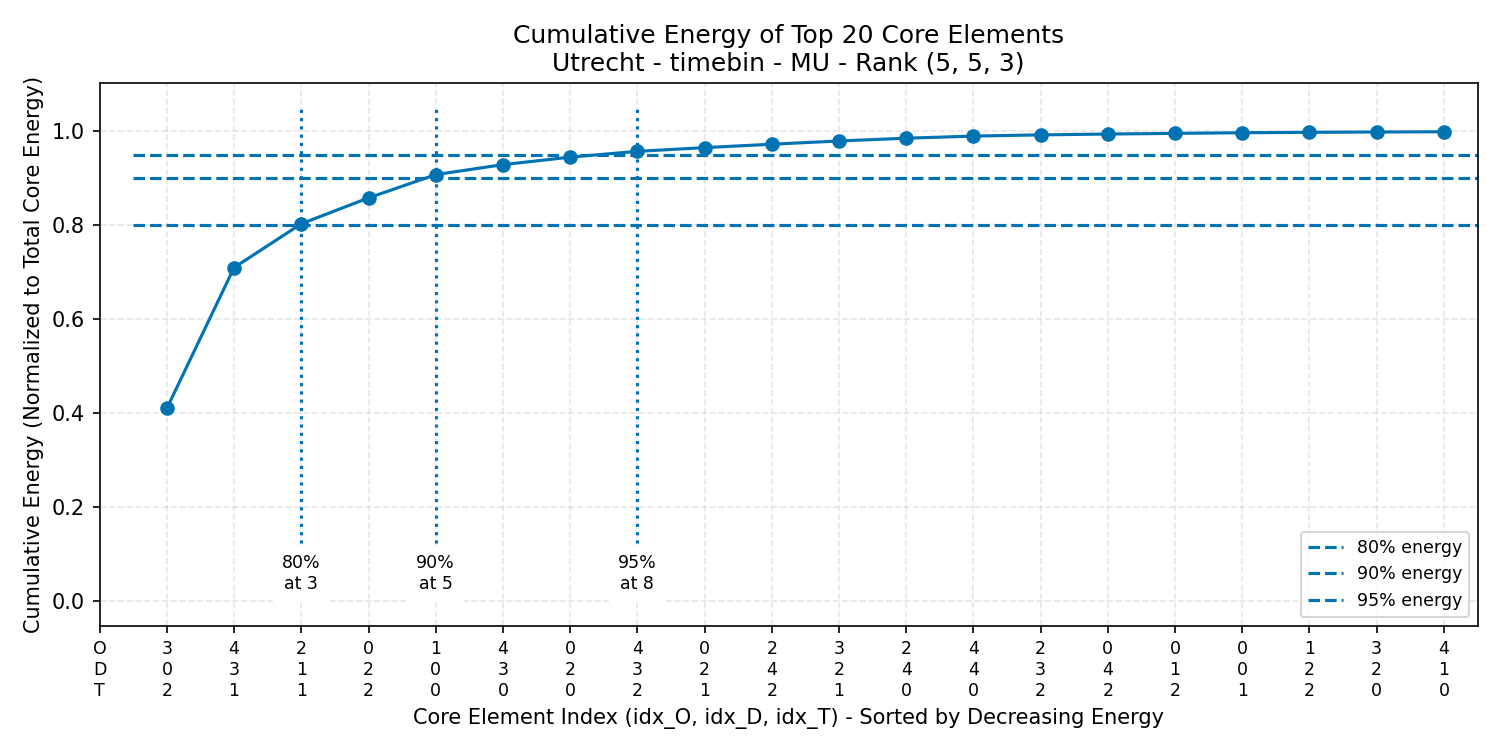 Cumulative Energy of Top 20 Core Elements
Utrecht - timebin - MU - Rank (5, 5, 3)
Cumulative Energy (Normalized to Total Core Energy)
1.0
0.8
0.6
0.4
0.2
0.0
80%
at 3
90%
at 5
95%
at 8
80% energy
90% energy
95% energy
O 3 4 2 0 1 4 0 4 0 2 3 2 4 2 0 0 0 1 3 4
D 0 3 1 2 0 3 2 3 2 4 2 4 4 3 4 1 0 2 2 1
T 2 1 1 2 0 0 0 2 1 2 1 0 0 2 2 2 1 2 0 0
Core Element Index (idx_O, idx_D, idx_T) - Sorted by Decreasing Energy